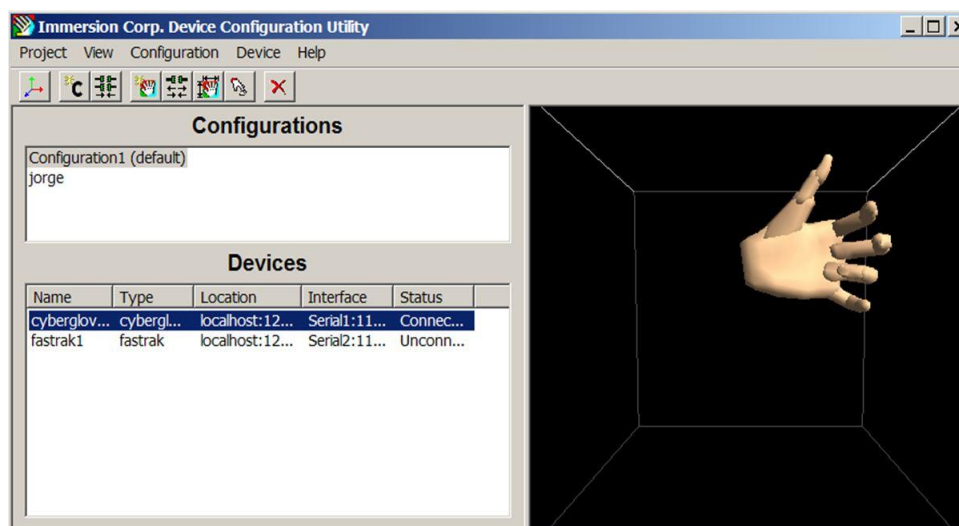 Immersion Corp. Device Configuration Utility
Project View Configuration Device Help
Configurations
Configuration1 (default)
jorge
Devices
Name Type Location Interface Status
cyberglov... cybergl... localhost:12... Serial1:11... Connec...
fastrak1 fastrak localhost:12... Serial2:11... Unconn...